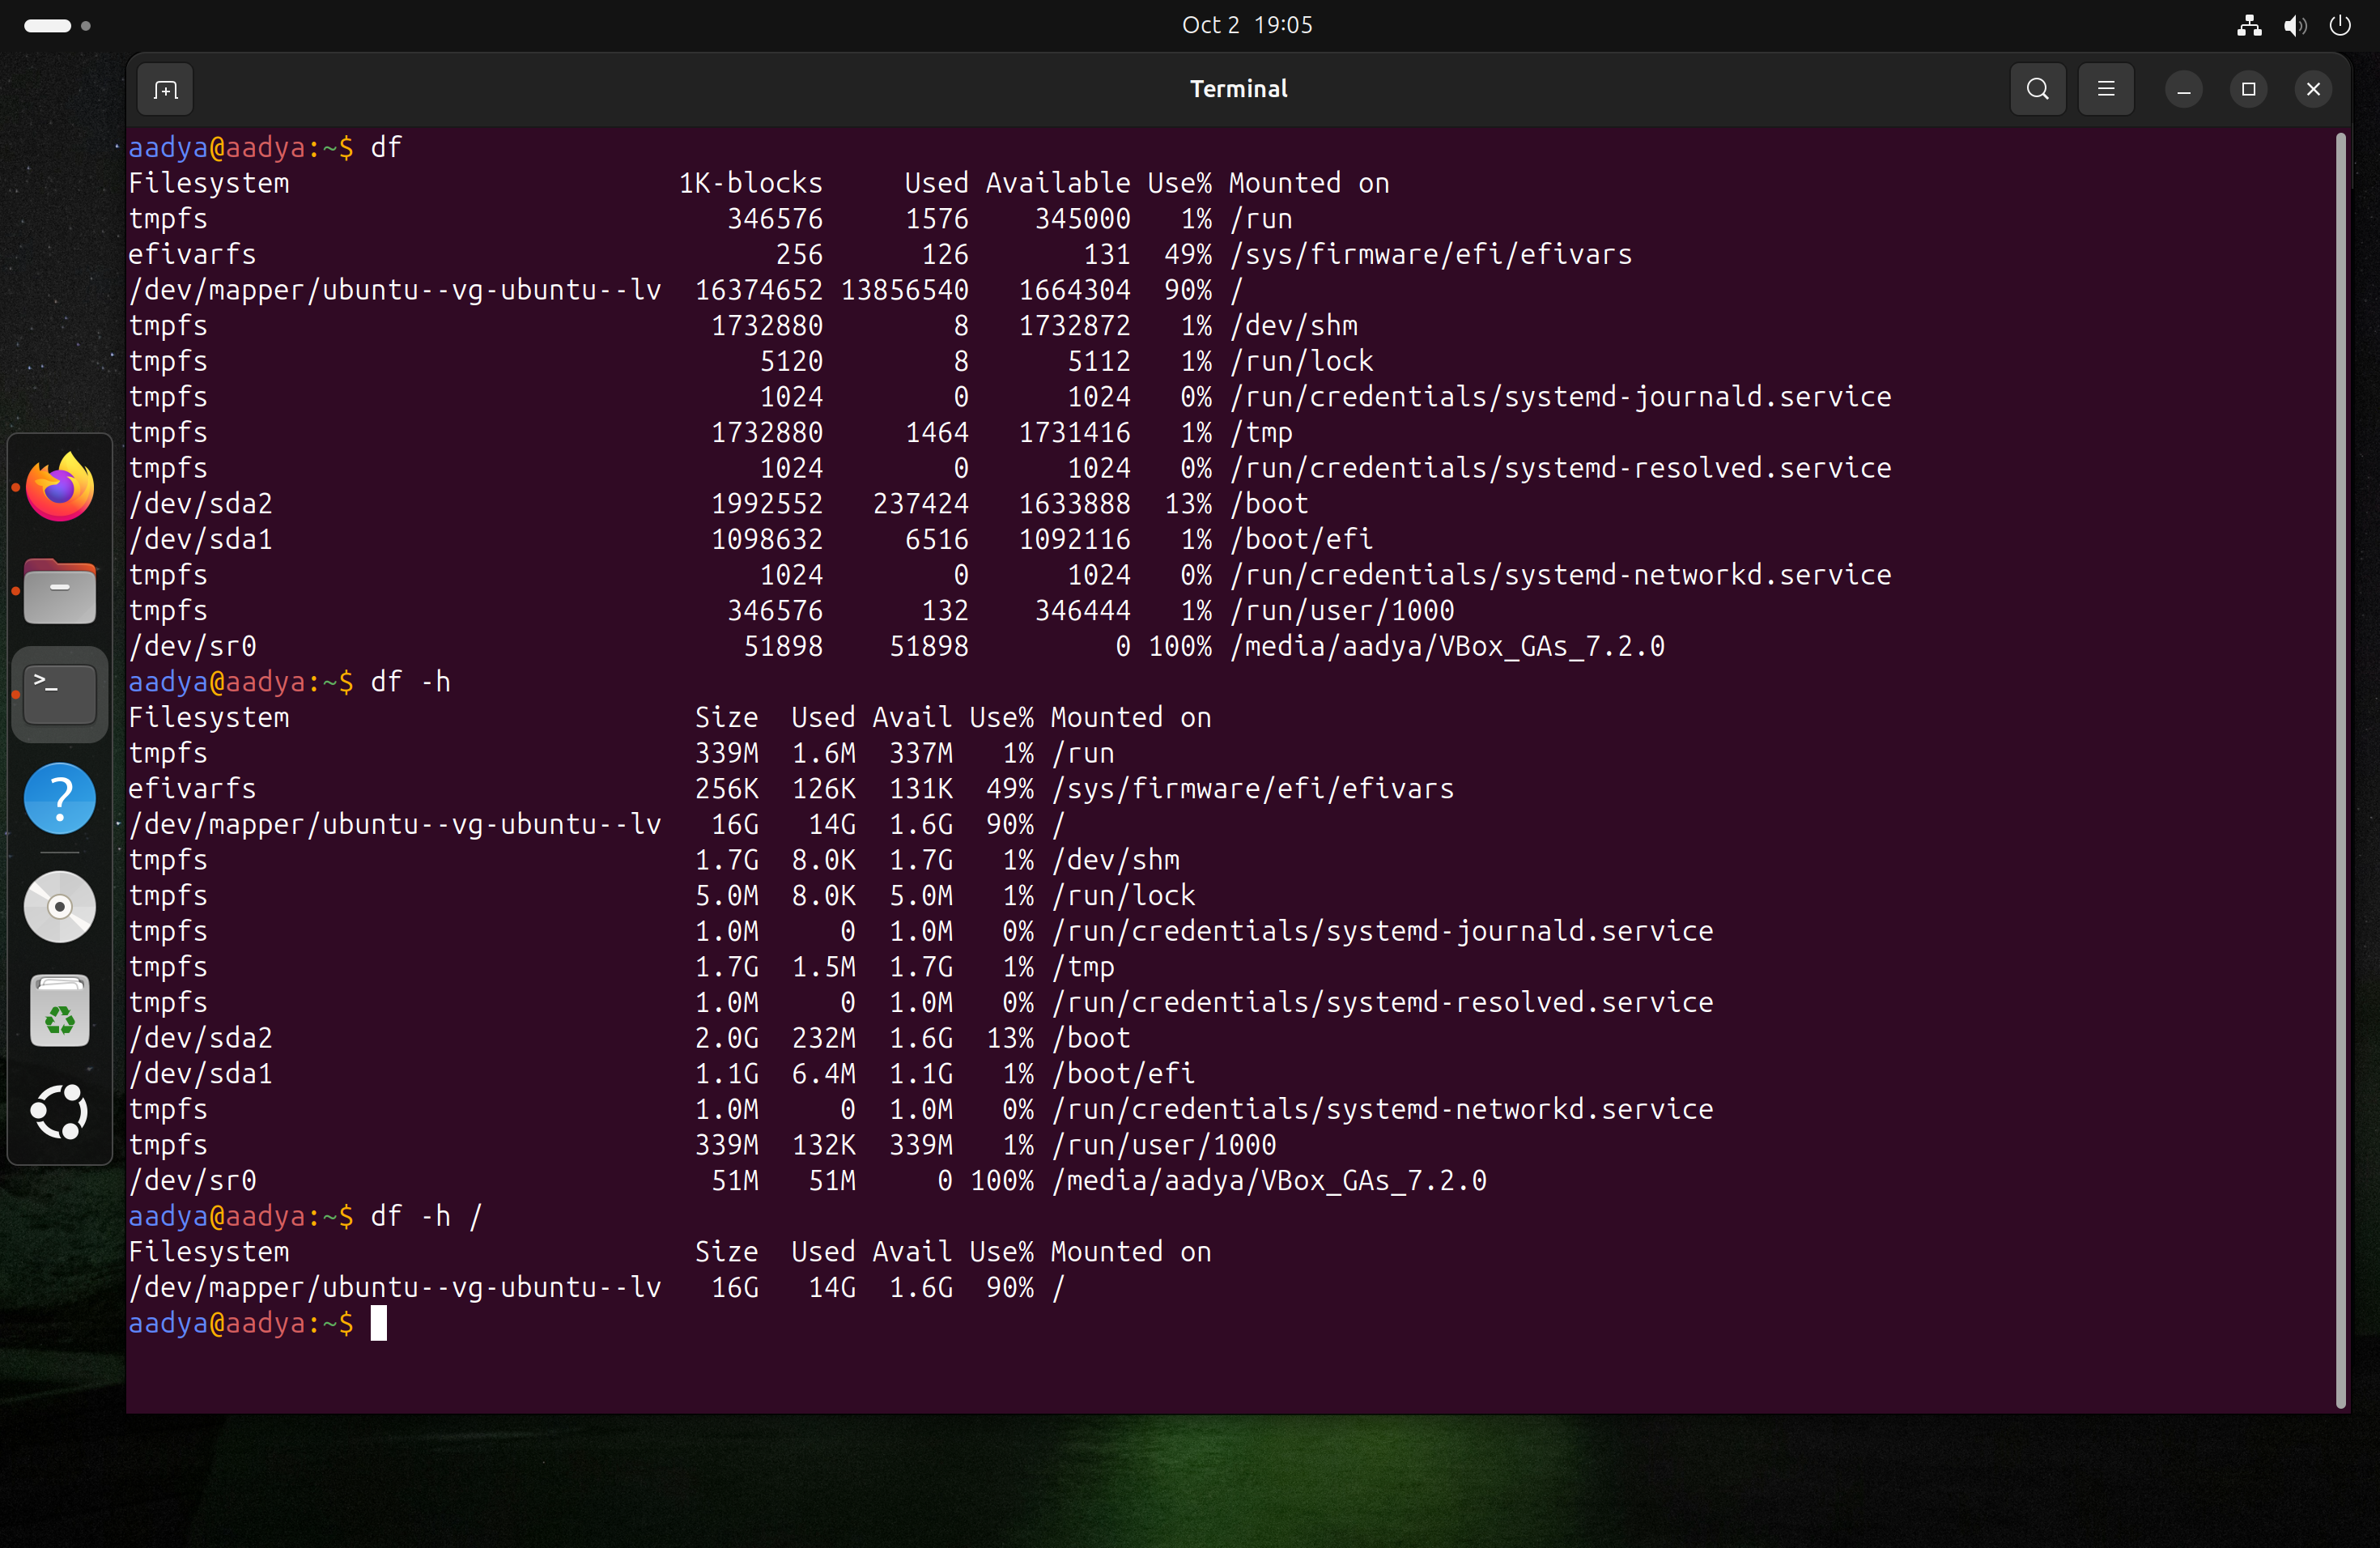 Oct 2 19:05
Terminal
aadya@aadya:~$ df
Filesystem                        1K-blocks     Used Available Use% Mounted on
tmpfs                                346576     1576    345000   1% /run
efivarfs                                256      126       131  49% /sys/firmware/efi/efivars
/dev/mapper/ubuntu--vg-ubuntu--lv  16374652 13856540   1664304  90% /
tmpfs                               1732880        8   1732872   1% /dev/shm
tmpfs                                  5120        8      5112   1% /run/lock
tmpfs                                  1024        0      1024   0% /run/credentials/systemd-journald.service
tmpfs                               1732880     1464   1731416   1% /tmp
tmpfs                                  1024        0      1024   0% /run/credentials/systemd-resolved.service
/dev/sda2                           1992552   237424   1633888  13% /boot
/dev/sda1                           1098632     6516   1092116   1% /boot/efi
tmpfs                                  1024        0      1024   0% /run/credentials/systemd-networkd.service
tmpfs                                346576      132    346444   1% /run/user/1000
/dev/sr0                              51898    51898         0 100% /media/aadya/VBox_GAs_7.2.0
aadya@aadya:~$ df -h
Filesystem                         Size  Used Avail Use% Mounted on
tmpfs                              339M  1.6M  337M   1% /run
efivarfs                           256K  126K  131K  49% /sys/firmware/efi/efivars
/dev/mapper/ubuntu--vg-ubuntu--lv   16G   14G  1.6G  90% /
tmpfs                              1.7G  8.0K  1.7G   1% /dev/shm
tmpfs                              5.0M  8.0K  5.0M   1% /run/lock
tmpfs                              1.0M     0  1.0M   0% /run/credentials/systemd-journald.service
tmpfs                              1.7G  1.5M  1.7G   1% /tmp
tmpfs                              1.0M     0  1.0M   0% /run/credentials/systemd-resolved.service
/dev/sda2                          2.0G  232M  1.6G  13% /boot
/dev/sda1                          1.1G  6.4M  1.1G   1% /boot/efi
tmpfs                              1.0M     0  1.0M   0% /run/credentials/systemd-networkd.service
tmpfs                              339M  132K  339M   1% /run/user/1000
/dev/sr0                            51M   51M     0 100% /media/aadya/VBox_GAs_7.2.0
aadya@aadya:~$ df -h /
Filesystem                         Size  Used Avail Use% Mounted on
/dev/mapper/ubuntu--vg-ubuntu--lv   16G   14G  1.6G  90% /
aadya@aadya:~$